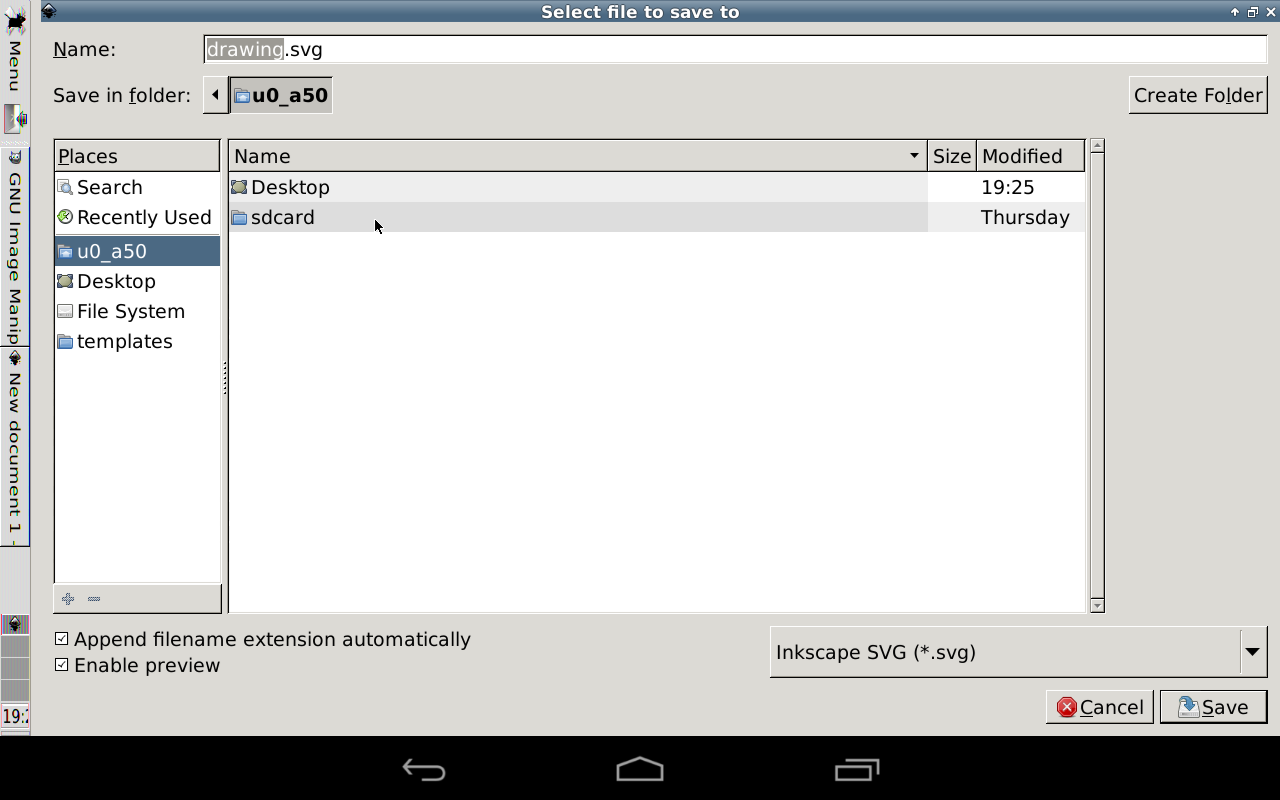 Select file to save to
Menu
GNU Image Manip
New document 1 -
Name: drawing.svg
Save in folder: u0_a50
Create Folder
Places
Search
Recently Used
u0_a50
Desktop
File System
templates
Name Size Modified
Desktop 19:25
sdcard Thursday
Append filename extension automatically
Enable preview
Inkscape SVG (*.svg)
Cancel Save